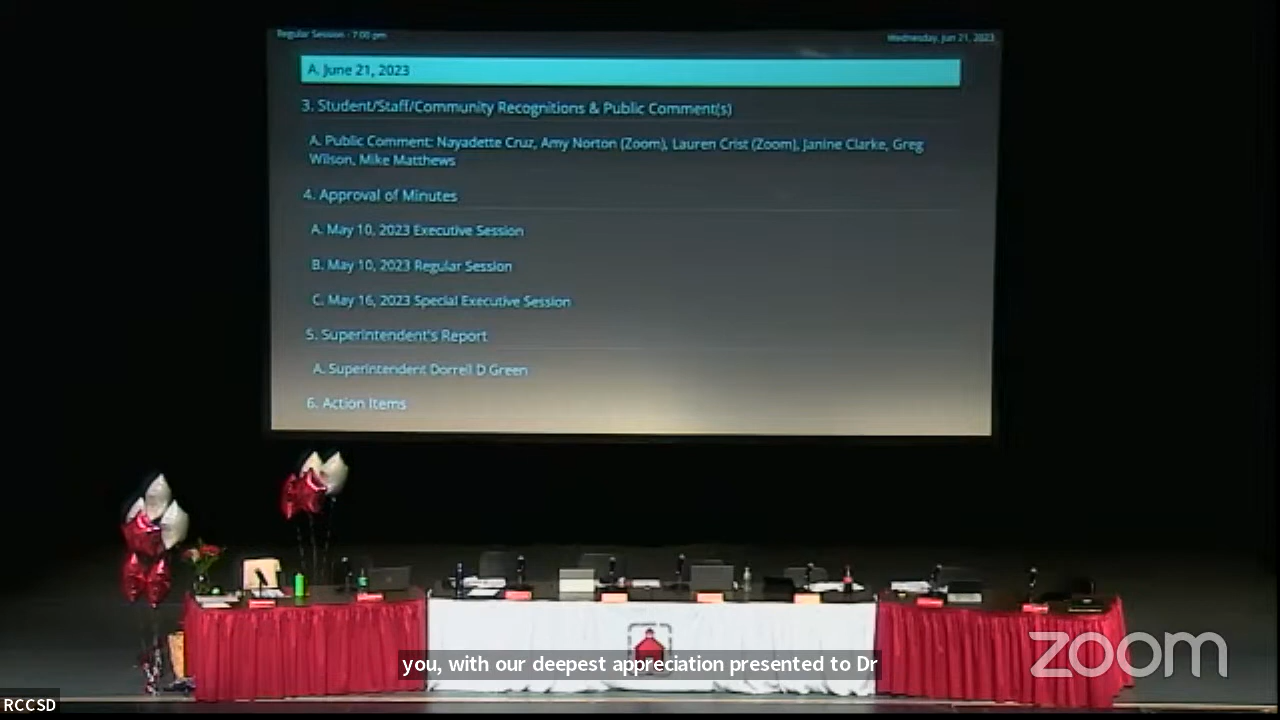 Regular Session - 7:00 pm
Wednesday, Jun 21, 2023
A. June 21, 2023
3. Student/Staff/Community Recognitions & Public Comment(s)
A. Public Comment: Nayadette Cruz, Amy Norton (Zoom), Lauren Crist (Zoom), Janine Clarke, Greg
Wilson, Mike Matthews
4. Approval of Minutes
A. May 10, 2023 Executive Session
B. May 10, 2023 Regular Session
C. May 16, 2023 Special Executive Session
5. Superintendent's Report
A. Superintendent Dorrell D Green
6. Action Items
you, with our deepest appreciation presented to Dr
zoom
RCCSD